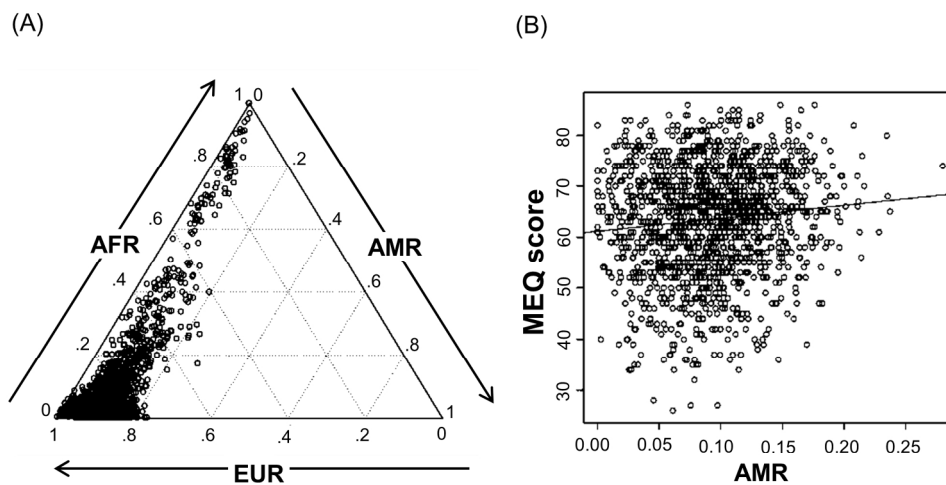 (A)
(B)
1 0
.8 .2
.6 .4
AFR AMR
.4 .6
.2 .8
0 1
1 .8 .6 .4 .2 0
EUR
MEQ score
80
70
60
50
40
30
0.00 0.05 0.10 0.15 0.20 0.25
AMR